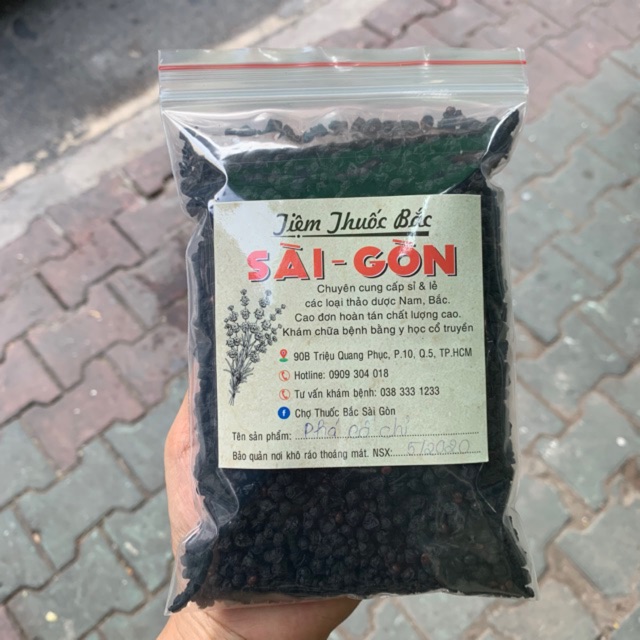 Tiệm Thuốc Bắc
SÀI-GÒN
Chuyên cung cấp sỉ & lẻ
các loại thảo dược Nam, Bắc.
Cao đơn hoàn tán chất lượng cao.
Khám chữa bệnh bằng y học cổ truyền
90B Triệu Quang Phục, P.10, Q.5, TP.HCM
Hotline: 0909 304 018
Tư vấn khám bệnh: 038 333 1233
Chợ Thuốc Bắc Sài Gòn
Tên sản phẩm: phá cố chỉ
Bảo quản nơi khô ráo thoáng mát. NSX: 5/2020